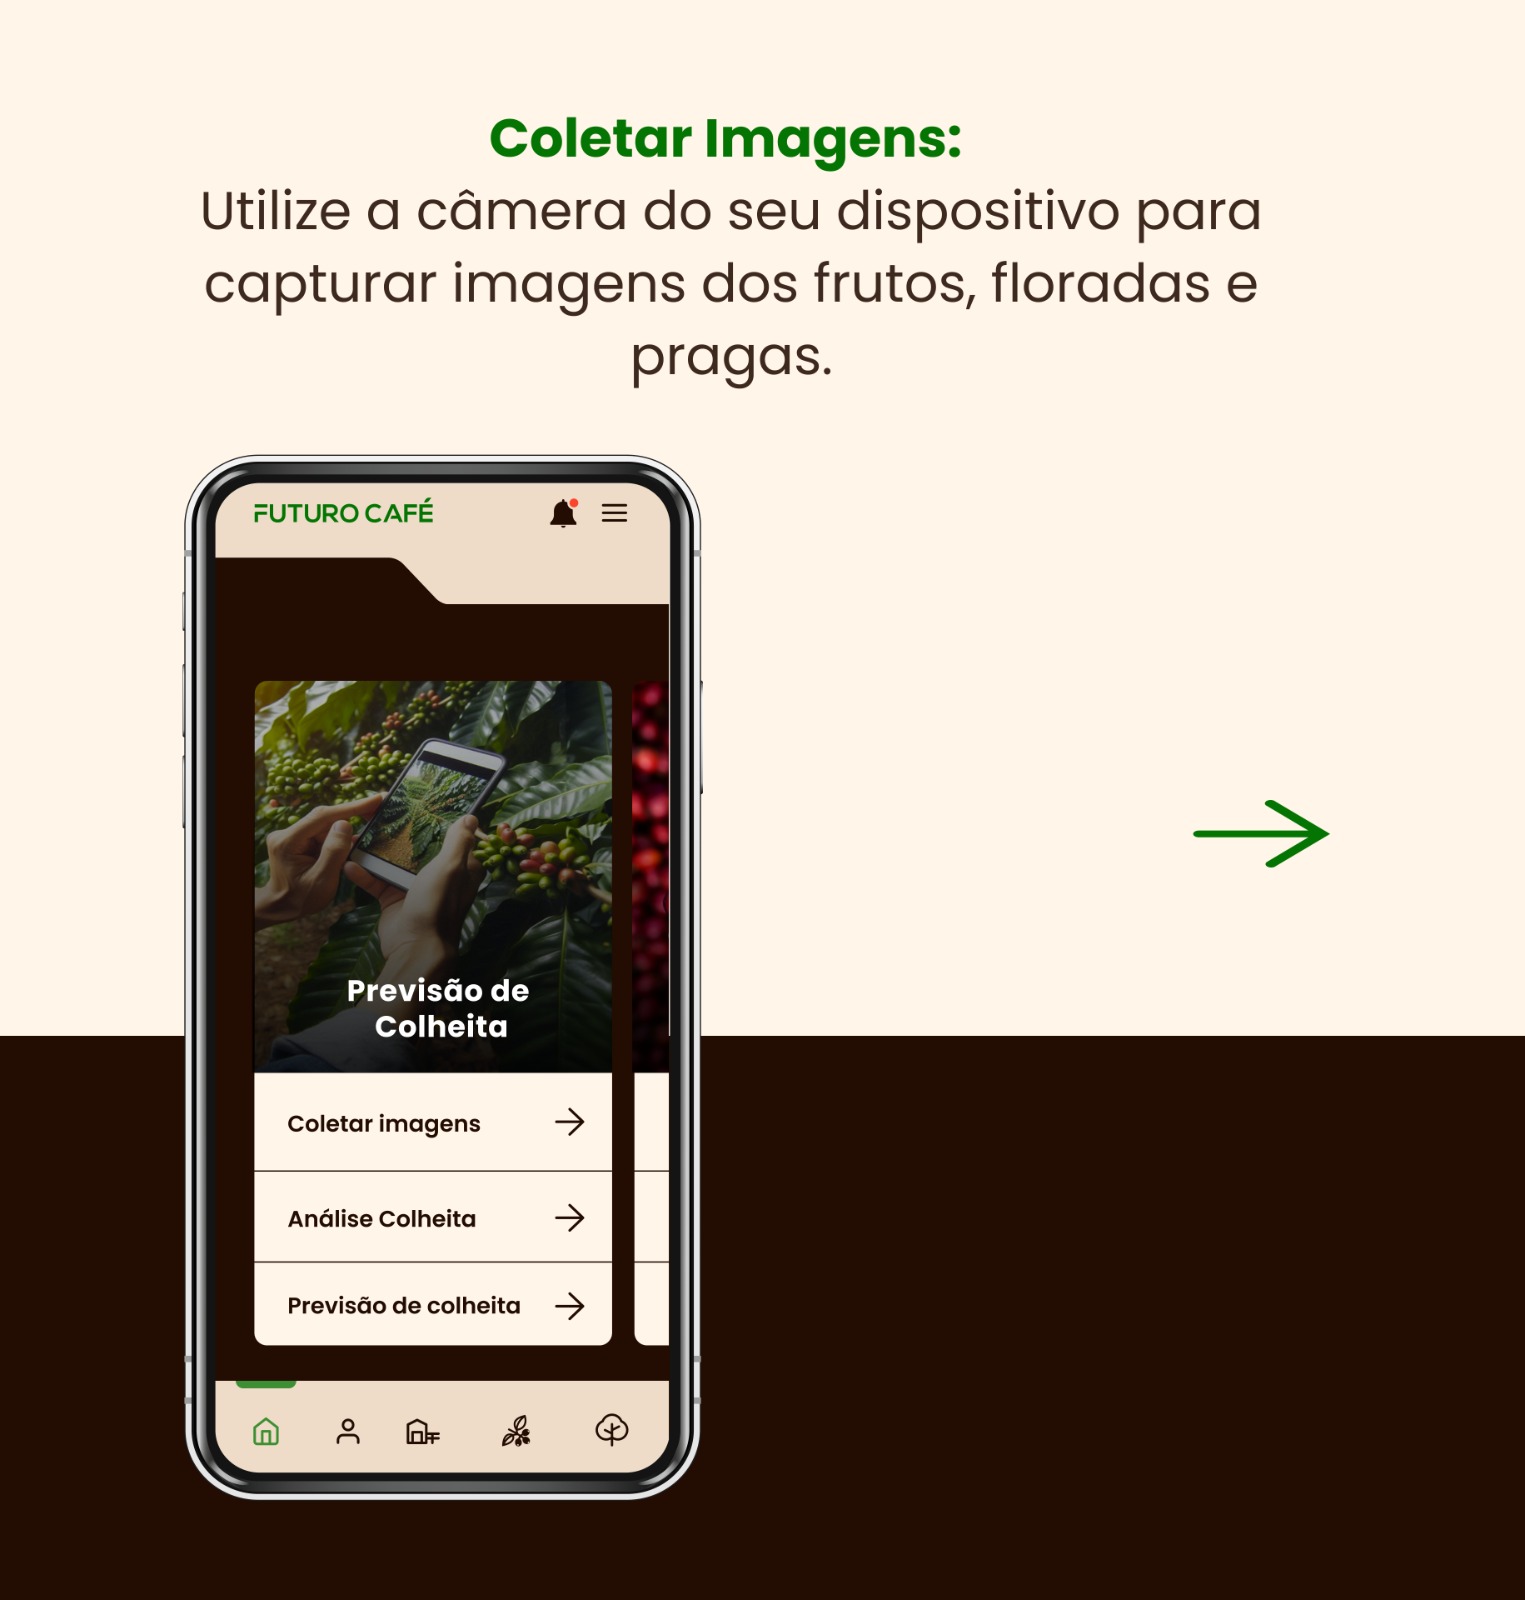 Coletar Imagens:
Utilize a câmera do seu dispositivo para
capturar imagens dos frutos, floradas e
pragas.
FUTURO CAFÉ
Previsão de
Colheita
Coletar imagens
Análise Colheita
Previsão de colheita